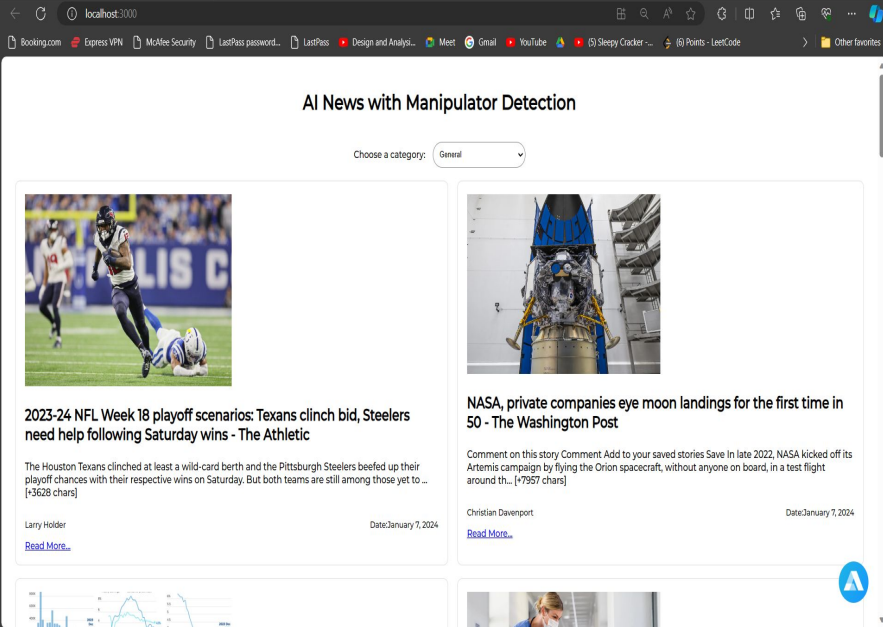 localhost:3000
Booking.com Express VPN McAfee Security LastPass password... LastPass Design and Analysi... Meet Gmail YouTube (5) Sleepy Cracker -... (6) Points - LeetCode Other favorites
AI News with Manipulator Detection
Choose a category: General
LIS C
2023-24 NFL Week 18 playoff scenarios: Texans clinch bid, Steelers
need help following Saturday wins - The Athletic
The Houston Texans clinched at least a wild-card berth and the Pittsburgh Steelers beefed up their
playoff chances with their respective wins on Saturday. But both teams are still among those yet to ...
[+3628 chars]
Larry Holder Date:January 7, 2024
Read More...
NASA, private companies eye moon landings for the first time in
50 - The Washington Post
Comment on this story Comment Add to your saved stories Save In late 2022, NASA kicked off its
Artemis campaign by flying the Orion spacecraft, without anyone on board, in a test flight
around th... [+7957 chars]
Christian Davenport Date:January 7, 2024
Read More...